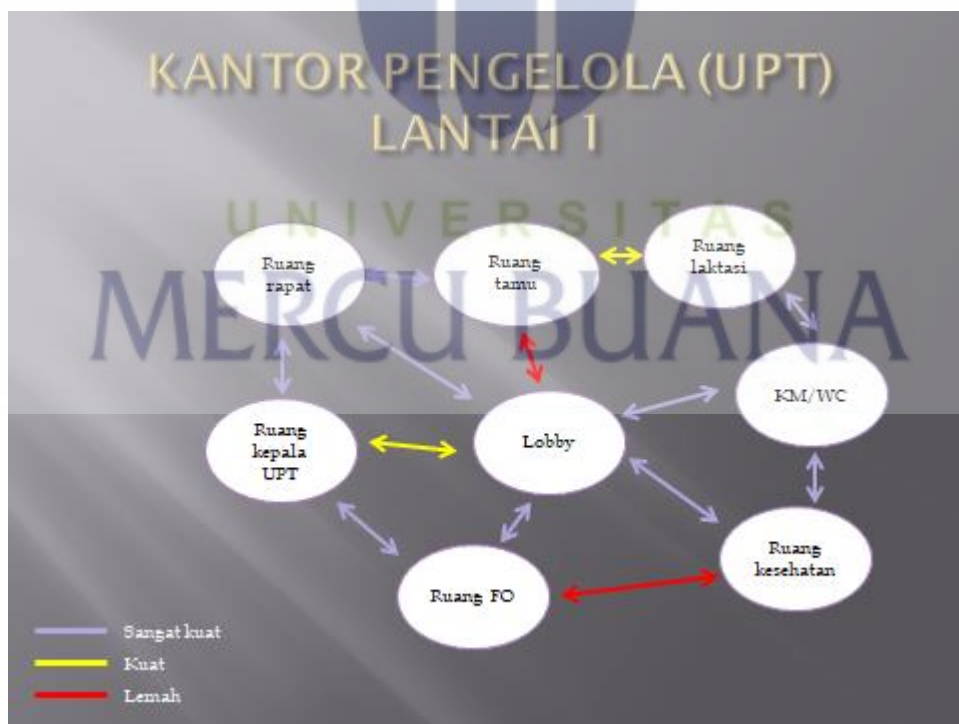 KANTOR PENGELOLA (UPT)
LANTAI 1
UNIVERSITAS
MERCU BUANA
Ruang
rapat
Ruang
tamu
Ruang
laktasi
KM/WC
Ruang
kepala
UPT
Lobby
Ruang
kesehatan
Ruang FO
Sangat kuat
Kuat
Lemah